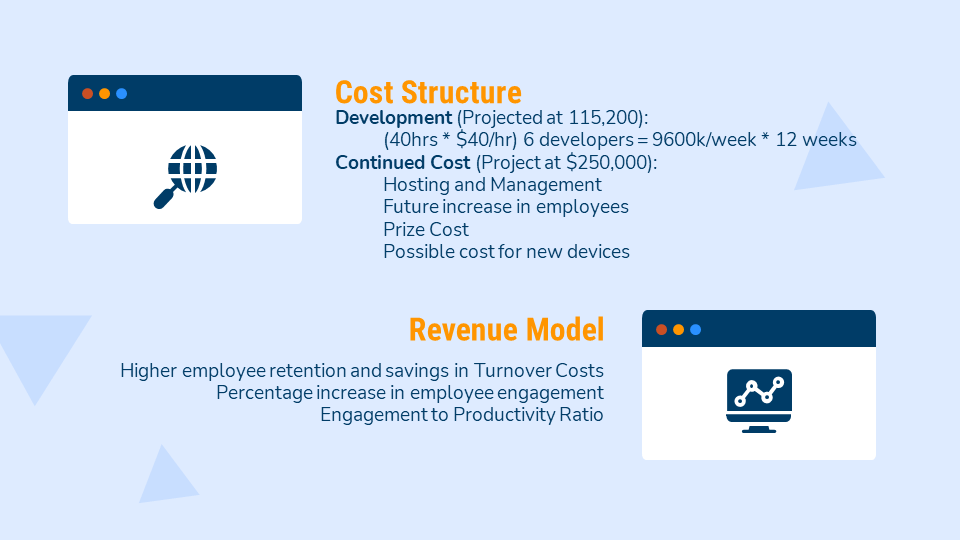 Cost Structure
Development (Projected at 115,200):
(40hrs * $40/hr) 6 developers = 9600k/week * 12 weeks
Continued Cost (Project at $250,000):
Hosting and Management
Future increase in employees
Prize Cost
Possible cost for new devices
Revenue Model
Higher employee retention and savings in Turnover Costs
Percentage increase in employee engagement
Engagement to Productivity Ratio